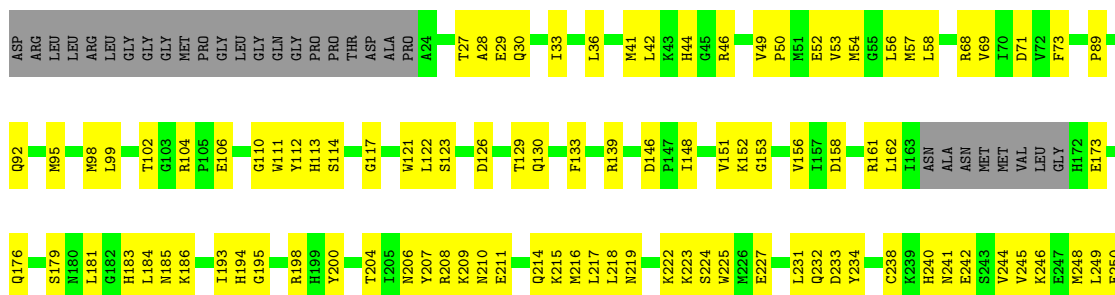 ASP ARG LEU LEU ARG LEU GLY GLY GLY MET PRO GLY LEU GLY GLN GLY PRO PRO THR ASP ALA PRO A24 T27 A28 E29 Q30 I33 L36 M41 L42 K43 H44 G45 R46 V49 P50 M51 E52 V53 M54 G55 L56 M57 L58 R68 V69 I70 D71 V72 F73 P89
Q92 M95 M98 L99 T102 G103 R104 P105 E106 G110 W111 Y112 H113 S114 G117 W121 L122 S123 D126 T129 Q130 F133 R139 D146 P147 I148 V151 K152 G153 V156 I157 D158 R161 L162 I163 ASN ALA ASN MET MET VAL LEU GLY H172 E173
Q176 S179 N180 L181 G182 H183 L184 N185 K186 I193 H194 G195 R198 H199 Y200 T204 I205 N206 Y207 R208 K209 N210 E211 Q214 K215 M216 L217 L218 N219 K222 K223 S224 W225 M226 E227 L231 Q232 D233 Y234 C238 K239 H240 N241 E242 S243 V244 V245 K246 E247 M248 L249